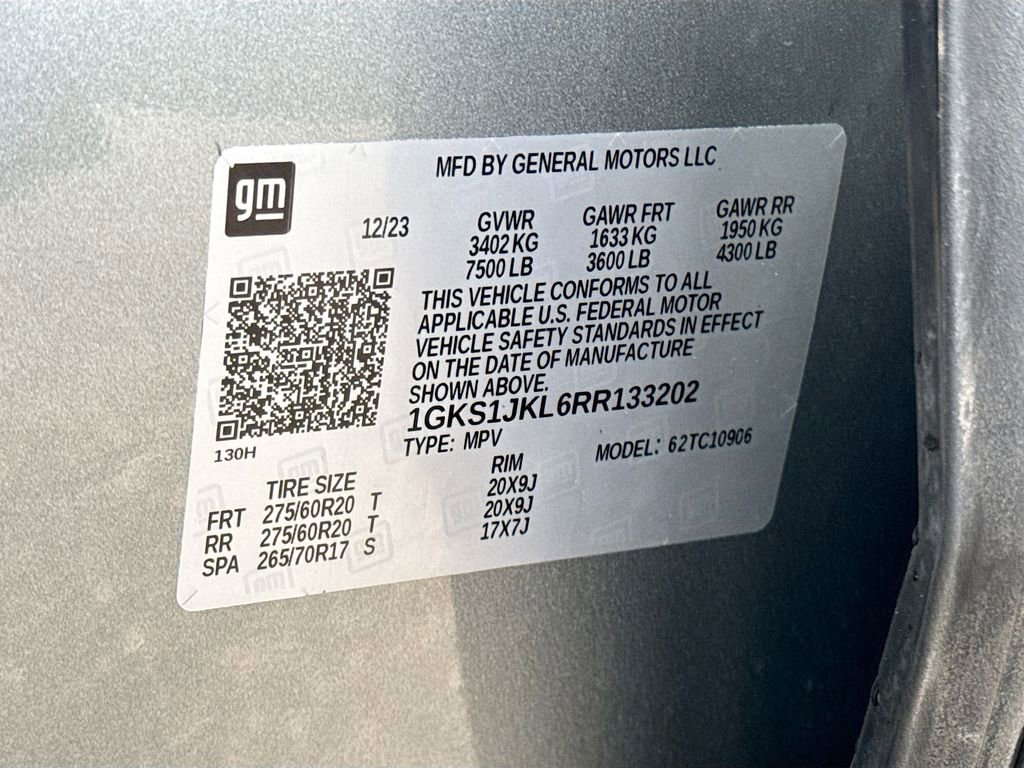 gm
MFD BY GENERAL MOTORS LLC
12/23
GVWR GAWR FRT GAWR RR
3402 KG 1633 KG 1950 KG
7500 LB 3600 LB 4300 LB
THIS VEHICLE CONFORMS TO ALL
APPLICABLE U.S. FEDERAL MOTOR
VEHICLE SAFETY STANDARDS IN EFFECT
ON THE DATE OF MANUFACTURE
SHOWN ABOVE.
1GKS1JKL6RR133202
TYPE: MPV MODEL: 62TC10906
130H
TIRE SIZE RIM
FRT 275/60R20 T 20X9J
RR 275/60R20 T 20X9J
SPA 265/70R17 S 17X7J